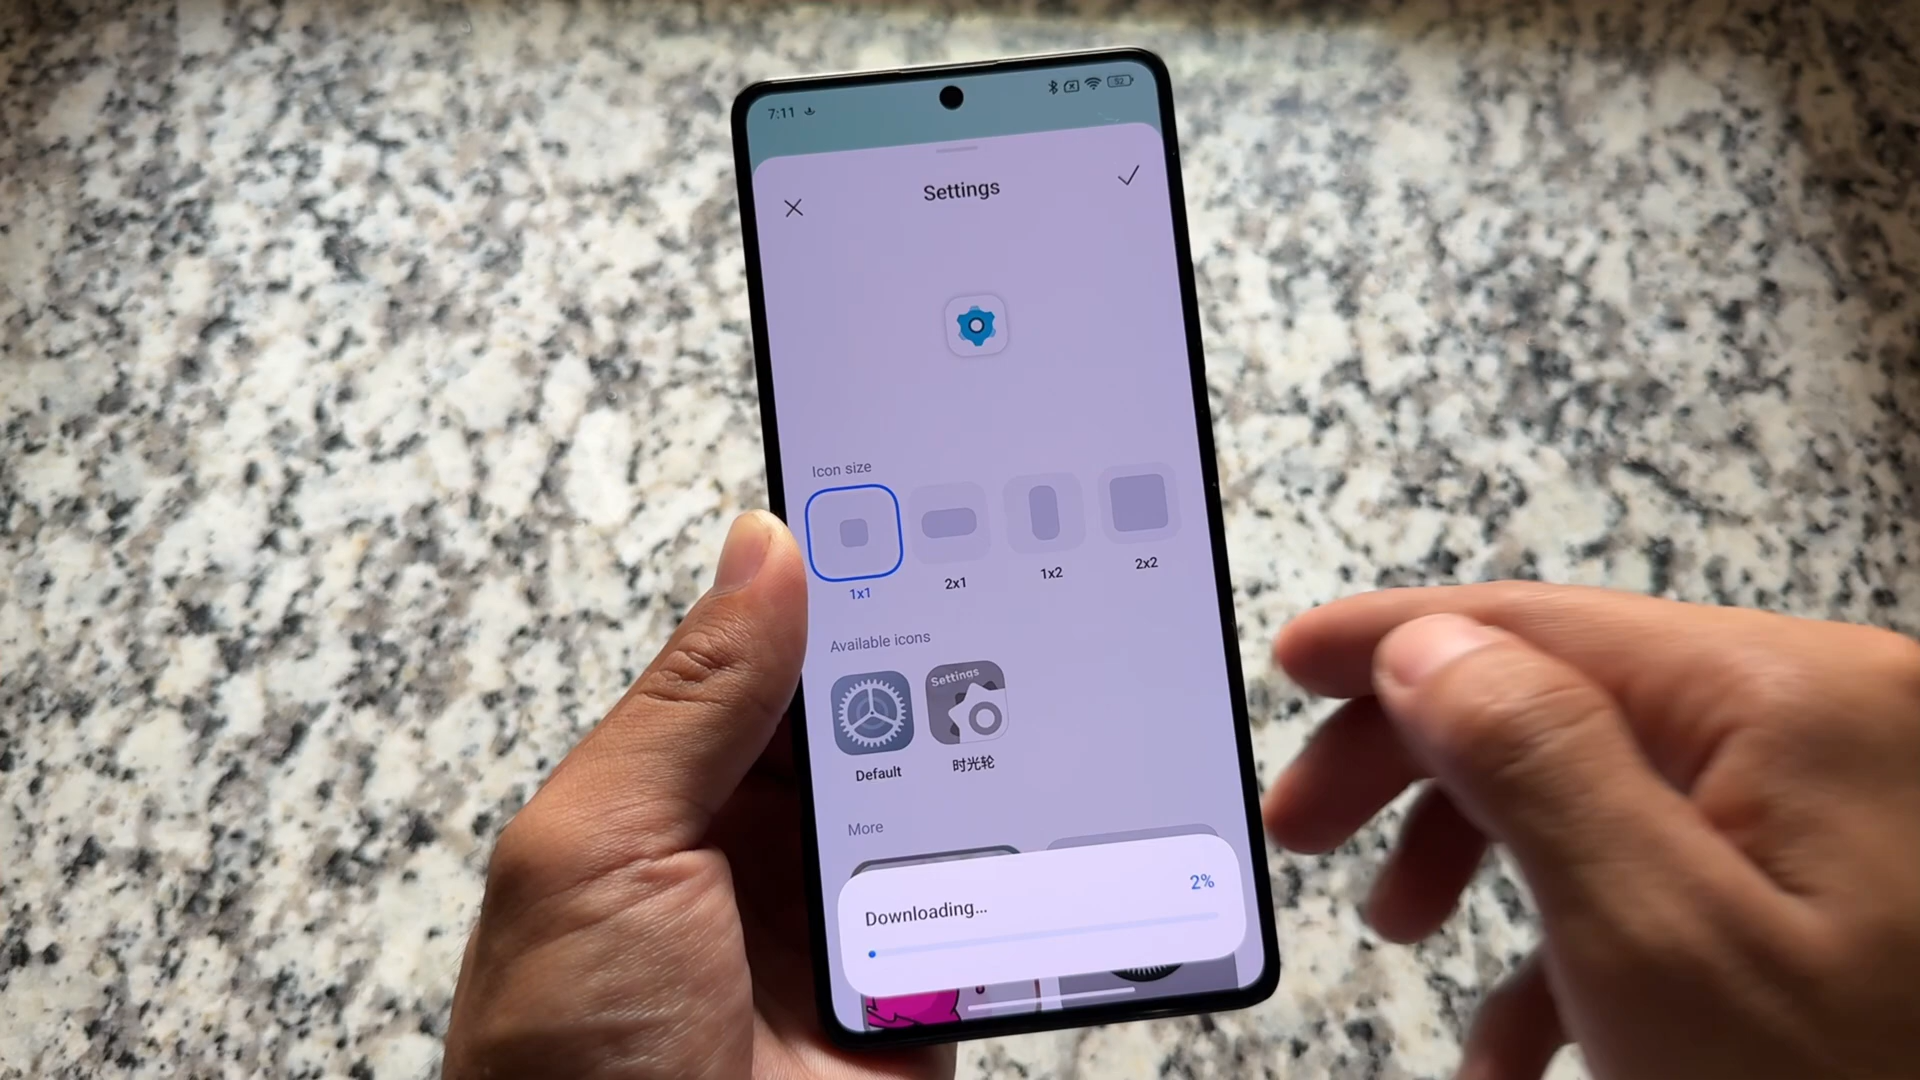 7:11
Settings
Icon size
1x1
2x1
1x2
2x2
Available icons
Settings
Default
时光轮
More
Downloading...
2%